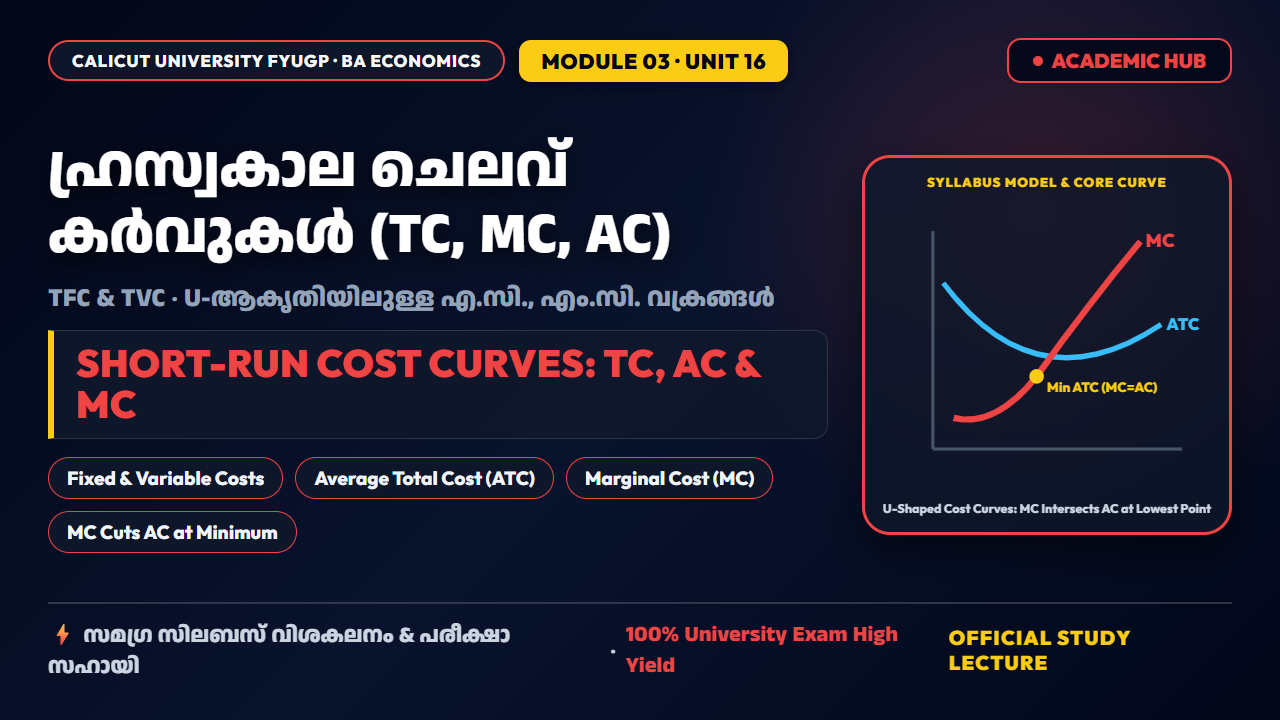 CALICUT UNIVERSITY FYUGP · BA ECONOMICS
MODULE 03 · UNIT 16
ACADEMIC HUB
ഹ്രസ്വകാല ചെലവ്
കർവുകൾ (TC, MC, AC)
TFC & TVC · U-ആകൃതിയിലുള്ള എ.സി., എം.സി. വക്രങ്ങൾ
SHORT-RUN COST CURVES: TC, AC &
MC
Fixed & Variable Costs
Average Total Cost (ATC)
Marginal Cost (MC)
MC Cuts AC at Minimum
SYLLABUS MODEL & CORE CURVE
MC
ATC
Min ATC (MC=AC)
U-Shaped Cost Curves: MC Intersects AC at Lowest Point
⚡ സമഗ്ര സിലബസ് വിശകലനം & പരീക്ഷാ
സഹായി
· 100% University Exam High
Yield
OFFICIAL STUDY
LECTURE